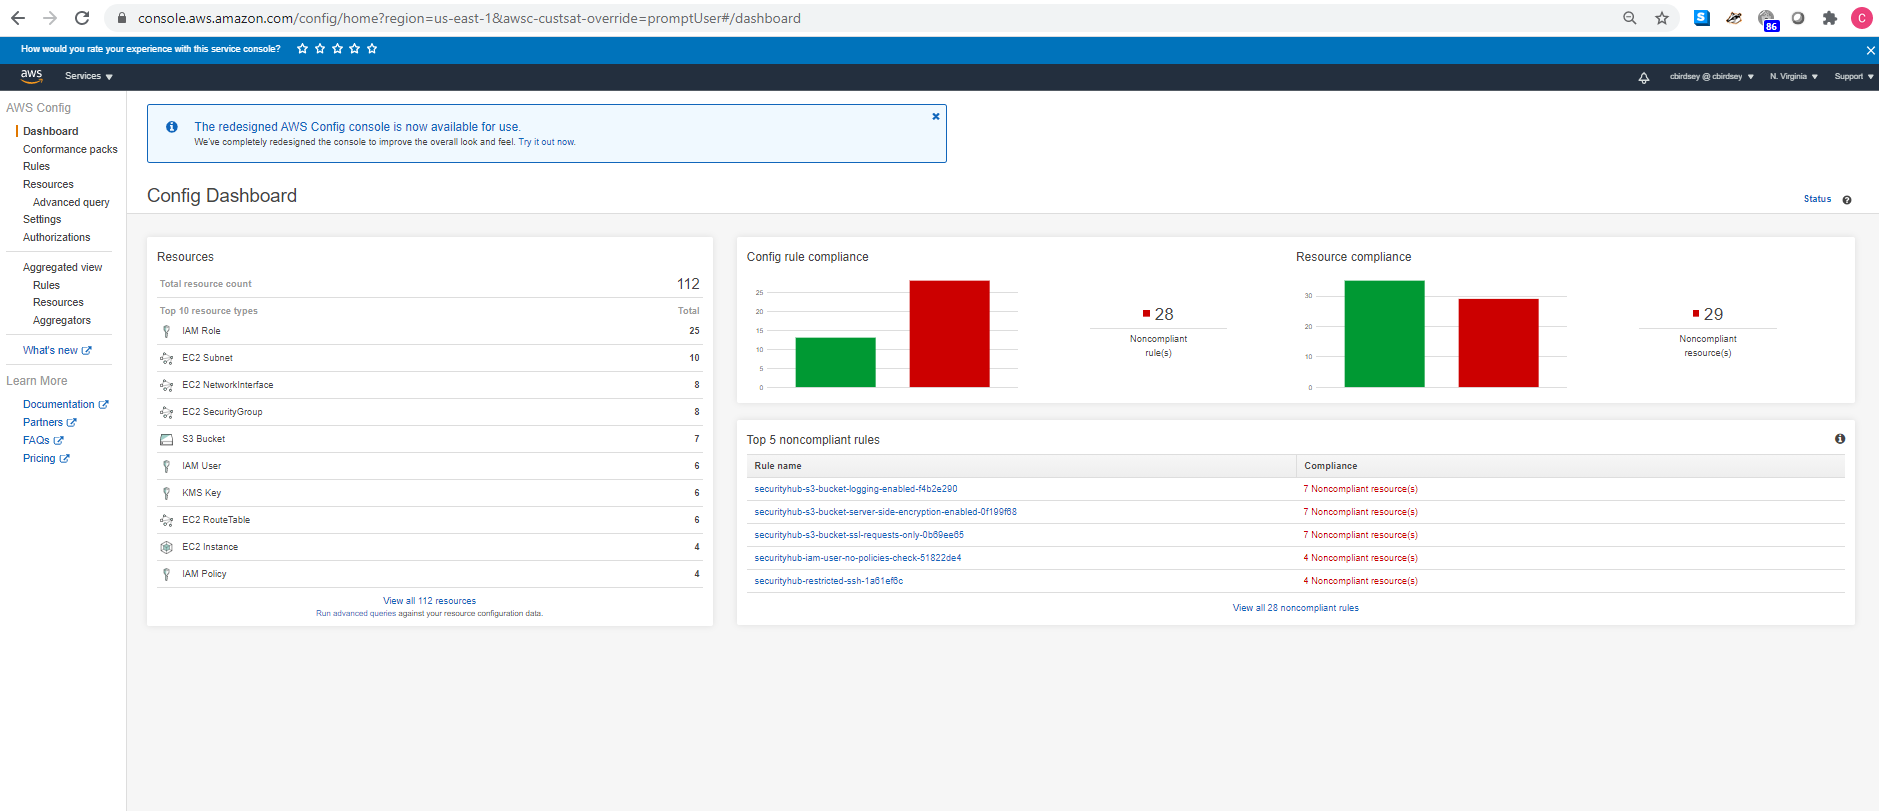 console.aws.amazon.com/config/home?region=us-east-1&awsc-custsat-override=promptUser#/dashboard
S
86
C
How would you rate your experience with this service console?
aws
Services
cbirdsey @ cbirdsey
N. Virginia
Support
AWS Config
Dashboard
Conformance packs
Rules
Resources
Advanced query
Settings
Authorizations
Aggregated view
Rules
Resources
Aggregators
What's new
Learn More
Documentation
Partners
FAQs
Pricing
The redesigned AWS Config console is now available for use.
We've completely redesigned the console to improve the overall look and feel. Try it out now.
Config Dashboard
Status
Resources
Total resource count 112
Top 10 resource types Total
IAM Role 25
EC2 Subnet 10
EC2 NetworkInterface 8
EC2 SecurityGroup 8
S3 Bucket 7
IAM User 6
KMS Key 6
EC2 RouteTable 6
EC2 Instance 4
IAM Policy 4
View all 112 resources
Run advanced queries against your resource configuration data.
Config rule compliance
25
20
15
10
5
0
28
Noncompliant
rule(s)
Resource compliance
30
20
10
0
29
Noncompliant
resource(s)
Top 5 noncompliant rules
Rule name Compliance
securityhub-s3-bucket-logging-enabled-f4b2e290 7 Noncompliant resource(s)
securityhub-s3-bucket-server-side-encryption-enabled-0f199f68 7 Noncompliant resource(s)
securityhub-s3-bucket-ssl-requests-only-0b69ee65 7 Noncompliant resource(s)
securityhub-iam-user-no-policies-check-51822de4 4 Noncompliant resource(s)
securityhub-restricted-ssh-1a61ef6c 4 Noncompliant resource(s)
View all 28 noncompliant rules